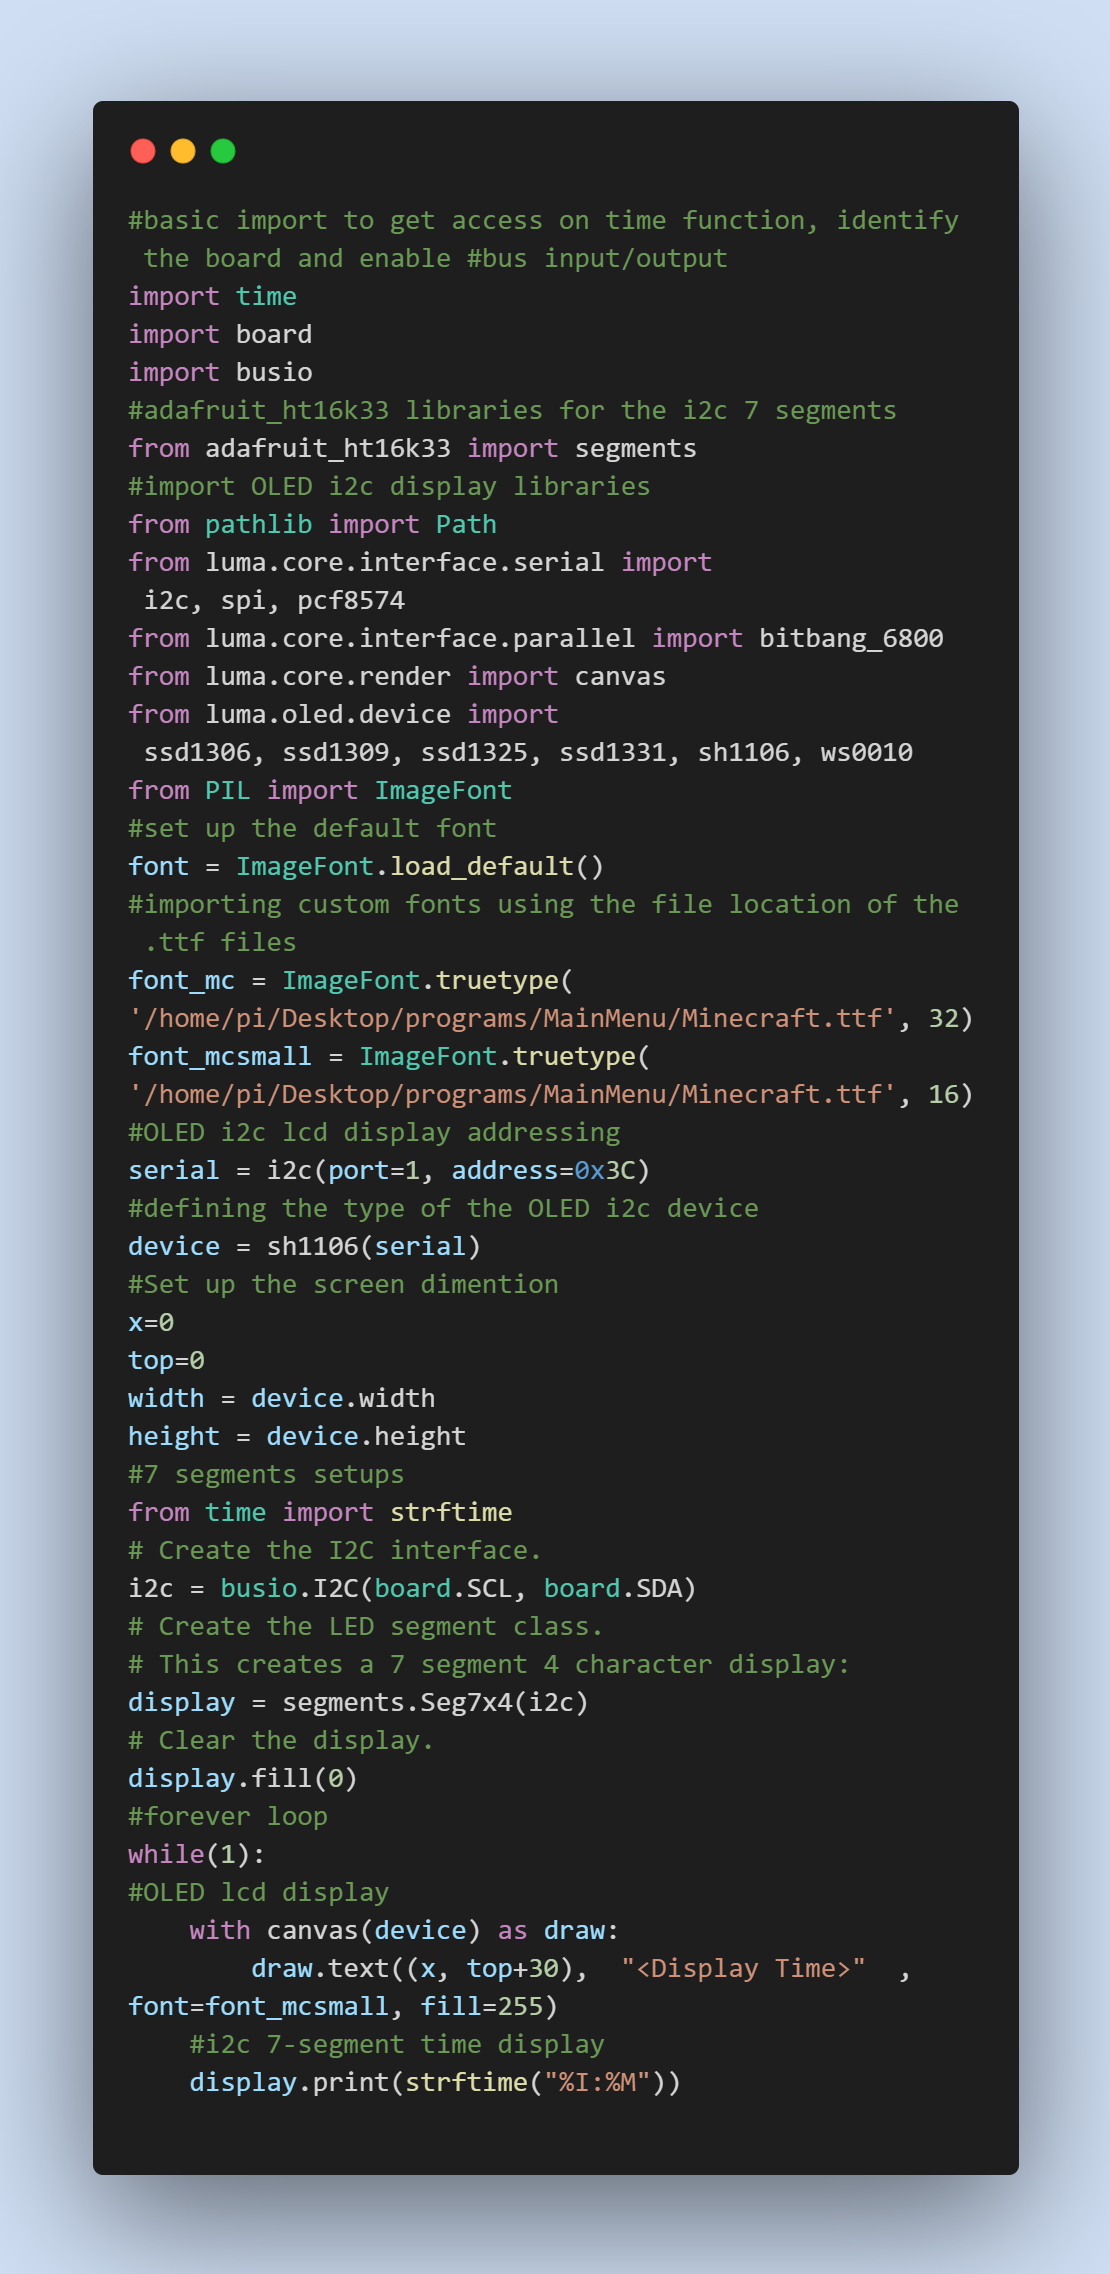 #basic import to get access on time function, identify
 the board and enable #bus input/output
import time
import board
import busio
#adafruit_ht16k33 libraries for the i2c 7 segments
from adafruit_ht16k33 import segments
#import OLED i2c display libraries
from pathlib import Path
from luma.core.interface.serial import
 i2c, spi, pcf8574
from luma.core.interface.parallel import bitbang_6800
from luma.core.render import canvas
from luma.oled.device import
 ssd1306, ssd1309, ssd1325, ssd1331, sh1106, ws0010
from PIL import ImageFont
#set up the default font
font = ImageFont.load_default()
#importing custom fonts using the file location of the
 .ttf files
font_mc = ImageFont.truetype(
'/home/pi/Desktop/programs/MainMenu/Minecraft.ttf', 32)
font_mcsmall = ImageFont.truetype(
'/home/pi/Desktop/programs/MainMenu/Minecraft.ttf', 16)
#OLED i2c lcd display addressing
serial = i2c(port=1, address=0x3C)
#defining the type of the OLED i2c device
device = sh1106(serial)
#Set up the screen dimention
x=0
top=0
width = device.width
height = device.height
#7 segments setups
from time import strftime
# Create the I2C interface.
i2c = busio.I2C(board.SCL, board.SDA)
# Create the LED segment class.
# This creates a 7 segment 4 character display:
display = segments.Seg7x4(i2c)
# Clear the display.
display.fill(0)
#forever loop
while(1):
#OLED lcd display
    with canvas(device) as draw:
        draw.text((x, top+30),  "<Display Time>"  ,
font=font_mcsmall, fill=255)
    #i2c 7-segment time display
    display.print(strftime("%I:%M"))